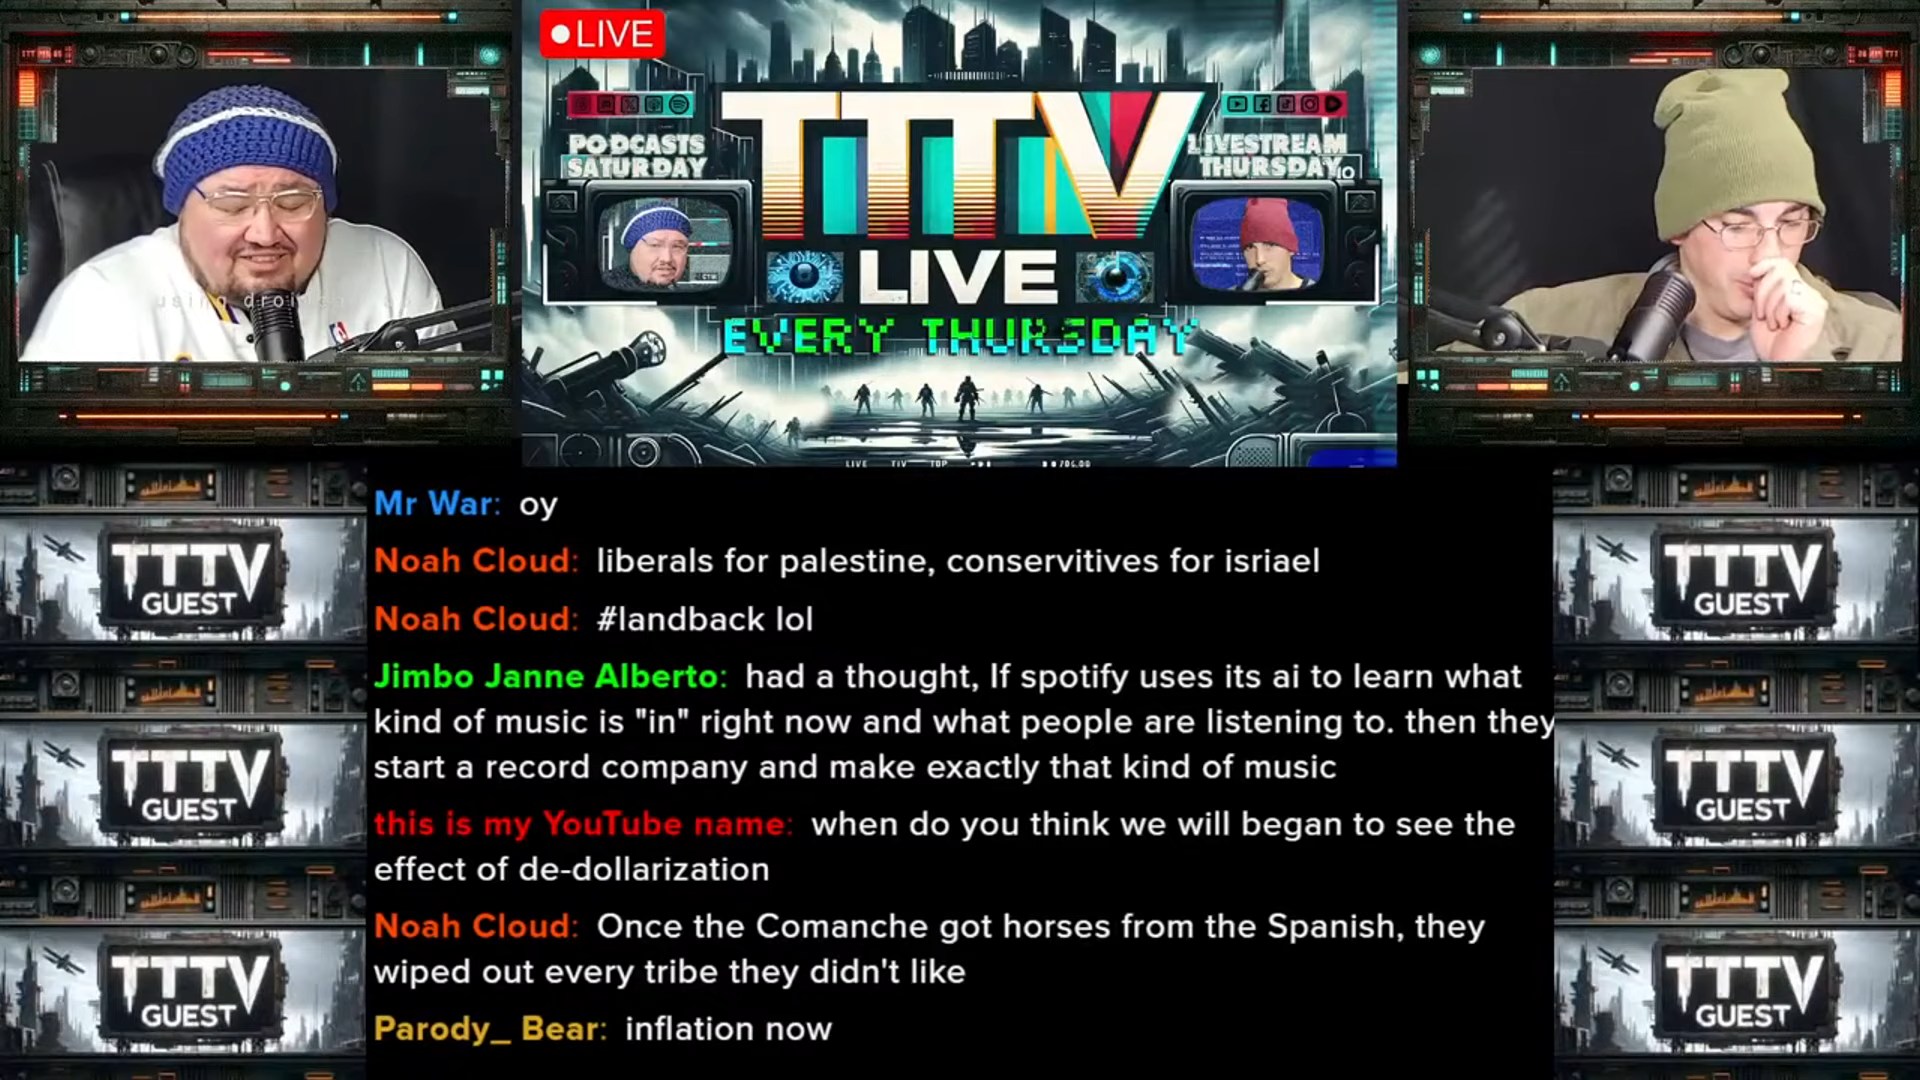 LIVE
PODCASTS
SATURDAY
TTTV
LIVE
EVERY THURSDAY
LIVESTREAM
THURSDAY
Mr War: oy
Noah Cloud: liberals for palestine, conservitives for isriael
Noah Cloud: #landback lol
Jimbo Janne Alberto: had a thought, If spotify uses its ai to learn what
kind of music is "in" right now and what people are listening to. then they
start a record company and make exactly that kind of music
this is my YouTube name: when do you think we will began to see the
effect of de-dollarization
Noah Cloud: Once the Comanche got horses from the Spanish, they
wiped out every tribe they didn't like
Parody_ Bear: inflation now
TTTV
GUEST
TTTV
GUEST
TTTV
GUEST
TTTV
GUEST
TTTV
GUEST
TTTV
GUEST